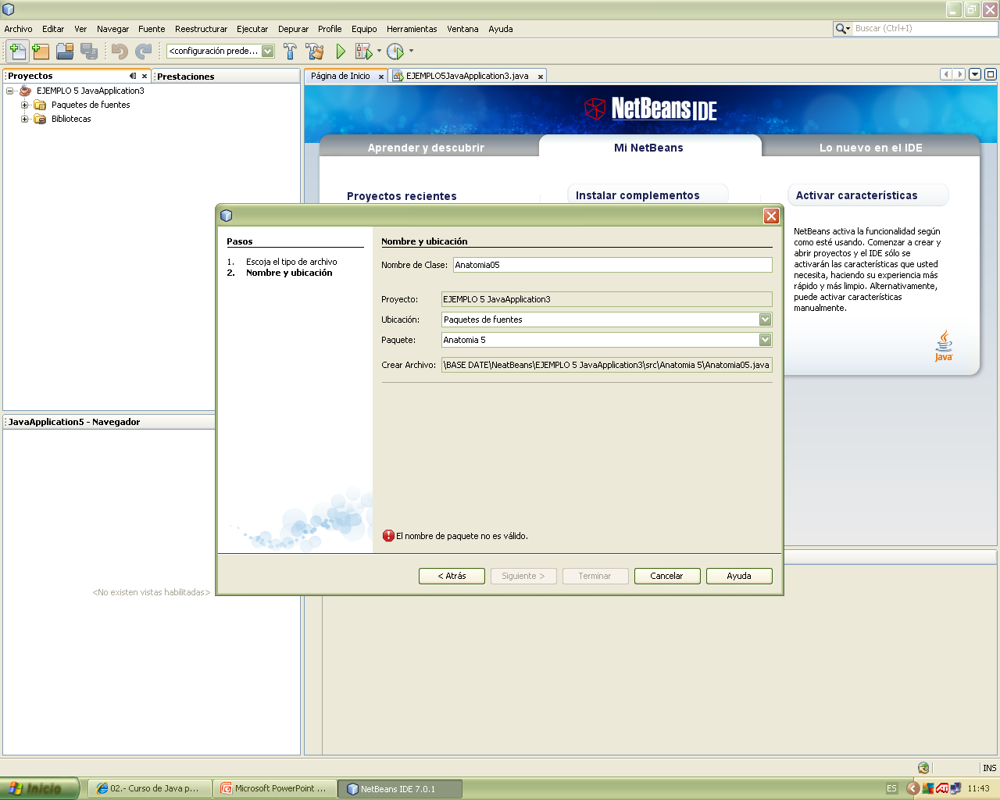 Archivo Editar Ver Navegar Fuente Reestructurar Ejecutar Depurar Profile Equipo Herramientas Ventana Ayuda
Buscar (Ctrl+I)
<configuración prede...
Proyectos
Prestaciones
EJEMPLO 5 JavaApplication3
Paquetes de fuentes
Bibliotecas
Página de Inicio
EJEMPLO5JavaApplication3.java
NetBeans IDE
Aprender y descubrir
Mi NetBeans
Lo nuevo en el IDE
Proyectos recientes
Instalar complementos
Activar características
NetBeans activa la funcionalidad según
como esté usando. Comenzar a crear y
abrir proyectos y el IDE sólo se
activarán las características que usted
necesita, haciendo su experiencia más
rápido y más limpio. Alternativamente,
puede activar características
manualmente.
Java
Pasos
1. Escoja el tipo de archivo
2. Nombre y ubicación
Nombre y ubicación
Nombre de Clase: Anatomia05
Proyecto: EJEMPLO 5 JavaApplication3
Ubicación: Paquetes de fuentes
Paquete: Anatomia 5
Crear Archivo: \BASE DATE\NeatBeans\EJEMPLO 5 JavaApplication3\src\Anatomia 5\Anatomia05.java
El nombre de paquete no es válido.
< Atrás
Siguiente >
Terminar
Cancelar
Ayuda
JavaApplication5 - Navegador
<No existen vistas habilitadas>
INS
Inicio
02.- Curso de Java p...
Microsoft PowerPoint ...
NetBeans IDE 7.0.1
ES
11:43